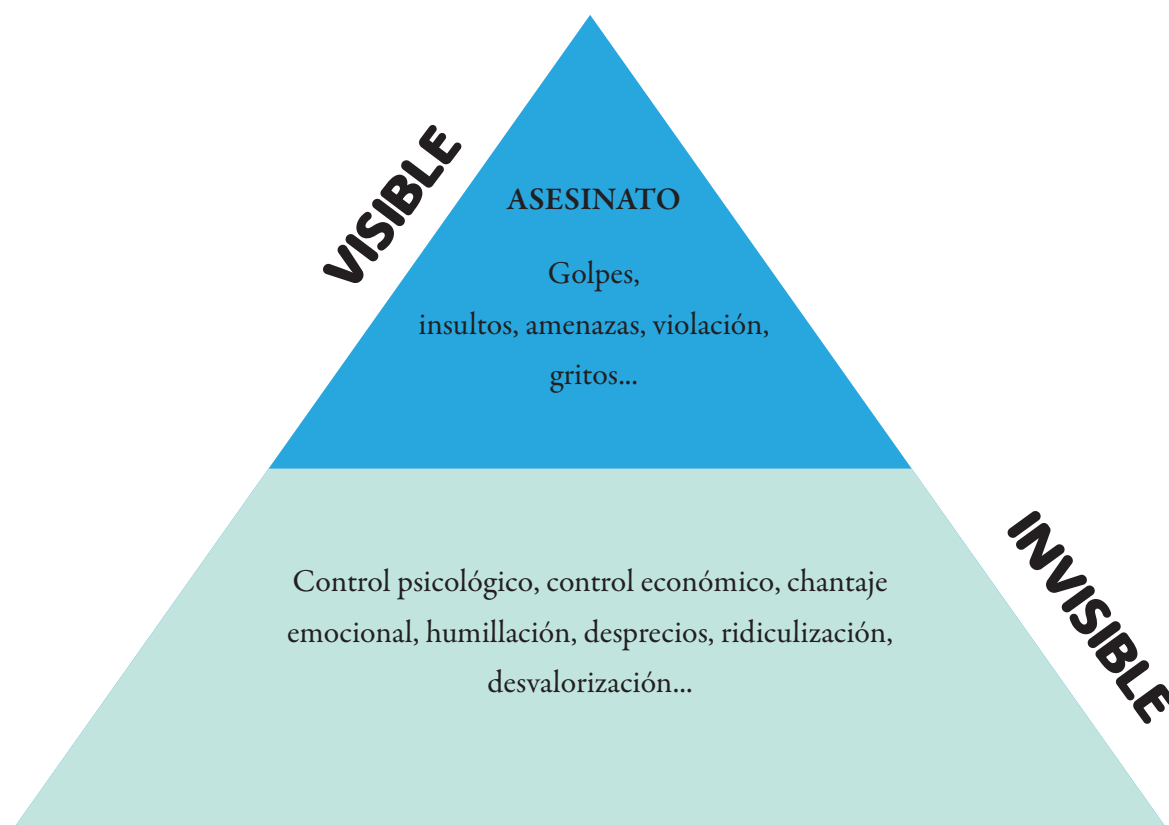 VISIBLE
ASESINATO
Golpes,
insultos, amenazas, violación,
gritos...
INVISIBLE
Control psicológico, control económico, chantaje
emocional, humillación, desprecios, ridiculización,
desvalorización...